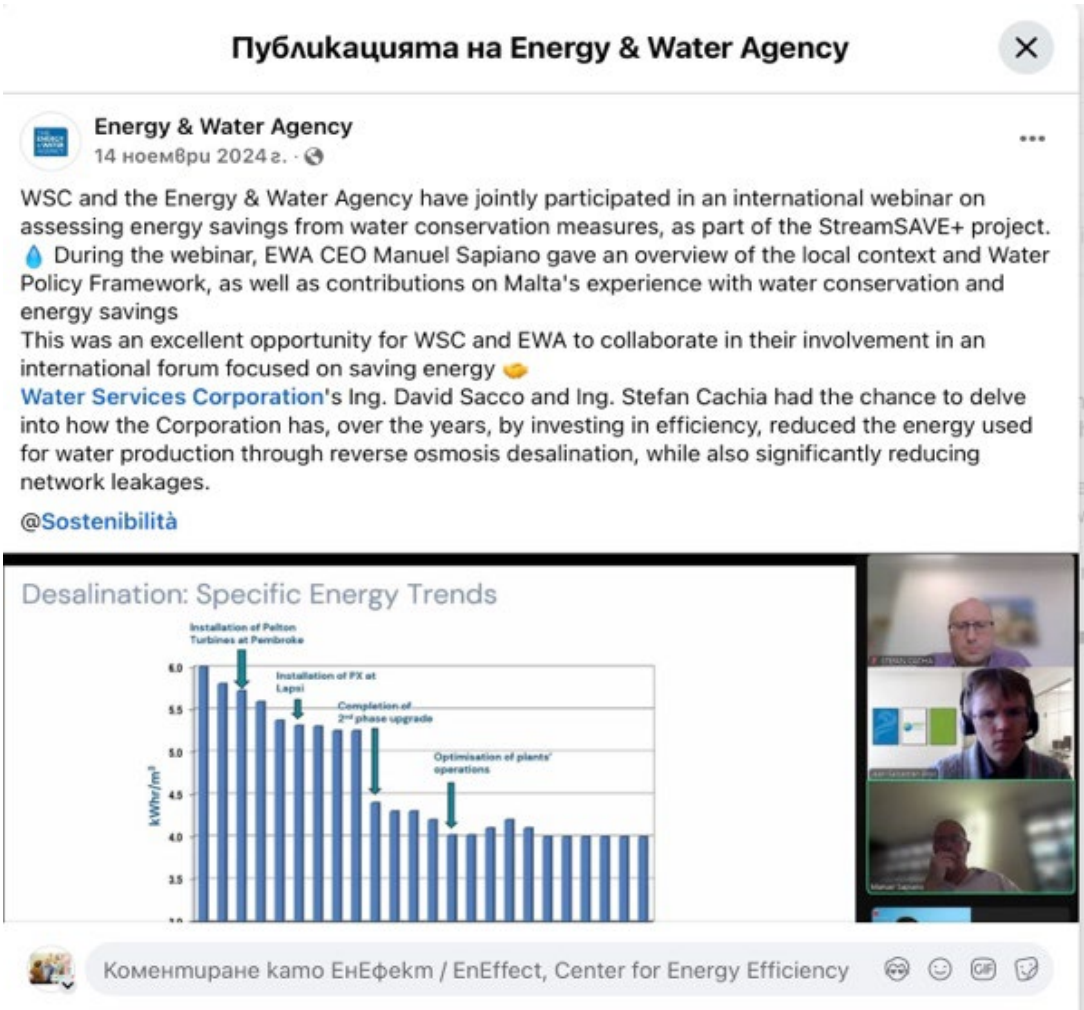 Публикацията на Energy & Water Agency
Energy & Water Agency
14 ноември 2024 г. ·
WSC and the Energy & Water Agency have jointly participated in an international webinar on
assessing energy savings from water conservation measures, as part of the StreamSAVE+ project.
💧 During the webinar, EWA CEO Manuel Sapiano gave an overview of the local context and Water
Policy Framework, as well as contributions on Malta's experience with water conservation and
energy savings
This was an excellent opportunity for WSC and EWA to collaborate in their involvement in an
international forum focused on saving energy 🤝
Water Services Corporation's Ing. David Sacco and Ing. Stefan Cachia had the chance to delve
into how the Corporation has, over the years, by investing in efficiency, reduced the energy used
for water production through reverse osmosis desalination, while also significantly reducing
network leakages.
@Sostenibilità
Desalination: Specific Energy Trends
Installation of Pelton
Turbines at Pembroke
Installation of PX at
Lapsi
Completion of
2nd phase upgrade
Optimisation of plants'
operations
kWhr/m³
6.0
5.5
5.0
4.5
4.0
3.5
3.0
STEFAN CACHIA
Manuel Sapiano
Коментиране като ЕнЕфект / EnEffect, Center for Energy Efficiency
GIF